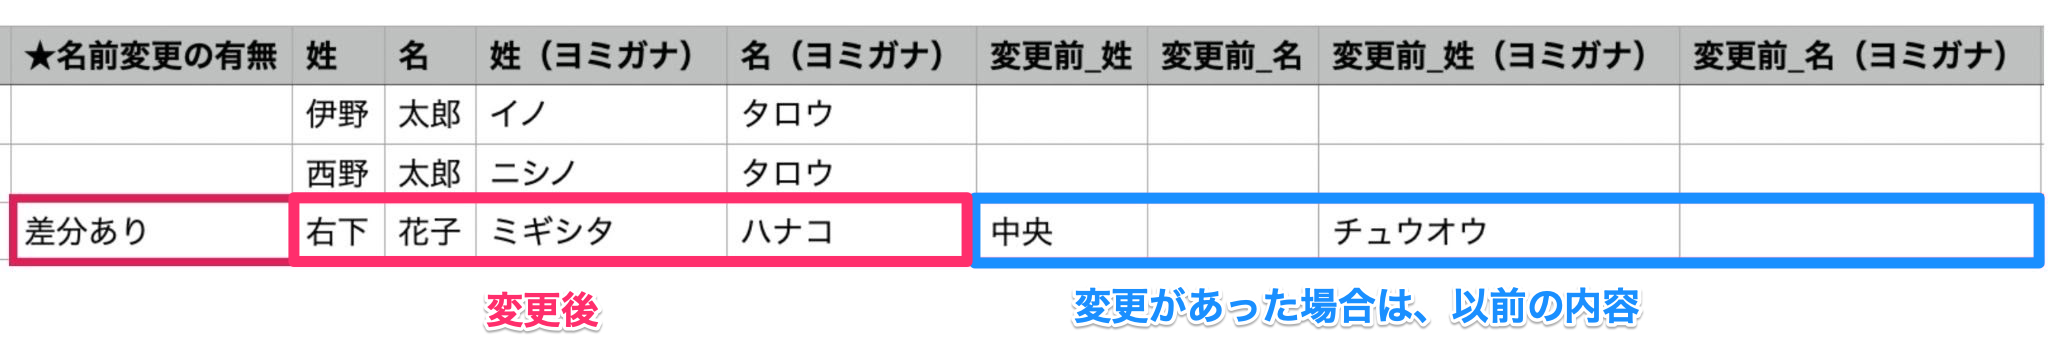 ★名前変更の有無 姓 名 姓（ヨミガナ） 名（ヨミガナ） 変更前_姓 変更前_名 変更前_姓（ヨミガナ） 変更前_名（ヨミガナ）
伊野 太郎 イノ タロウ
西野 太郎 ニシノ タロウ
差分あり 右下 花子 ミギシタ ハナコ 中央 チュウオウ
変更後 変更があった場合は、以前の内容